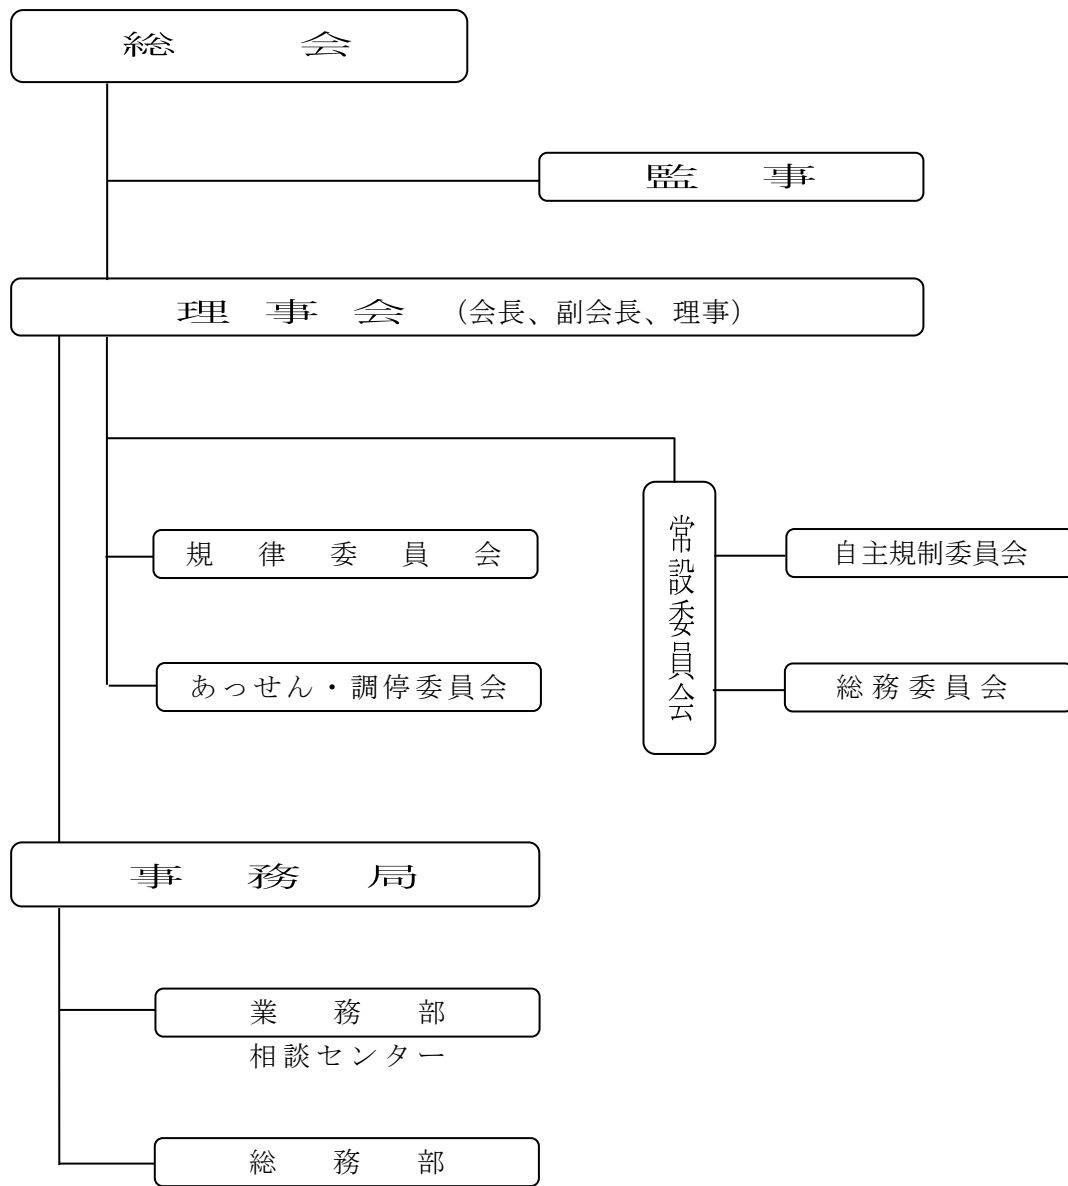 総会
監事
理事会 (会長、副会長、理事)
常設委員会
規律委員会
自主規制委員会
あっせん・調停委員会
総務委員会
事務局
業務部
相談センター
総務部